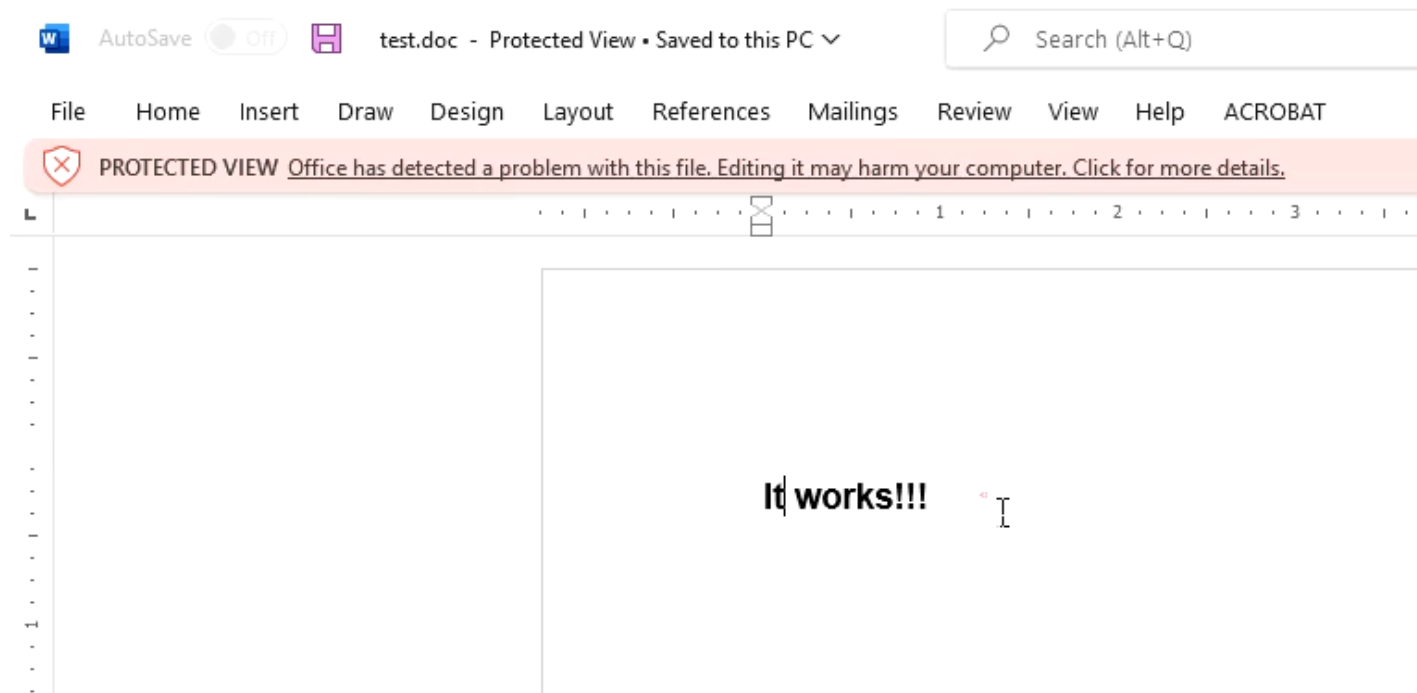 W AutoSave Off test.doc - Protected View • Saved to this PC Search (Alt+Q)
File Home Insert Draw Design Layout References Mailings Review View Help ACROBAT
PROTECTED VIEW Office has detected a problem with this file. Editing it may harm your computer. Click for more details.
1 2 3
It works!!!
1